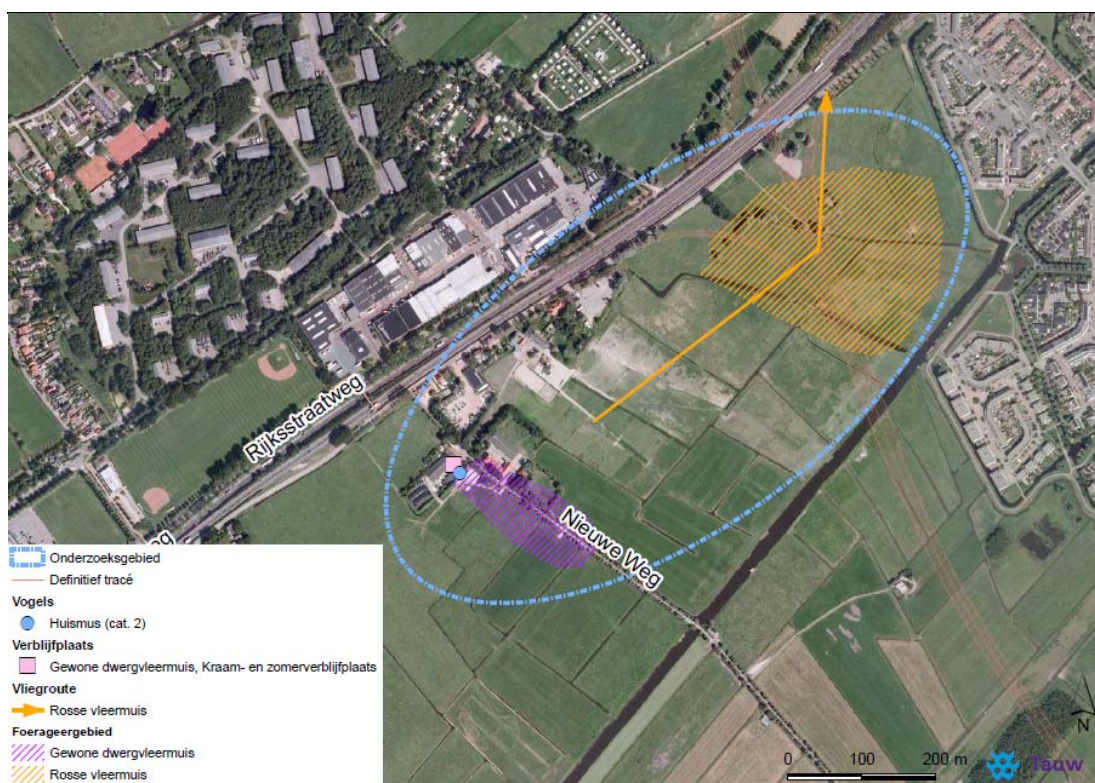 Rijksstraatweg
Nieuwe Weg
eg
Onderzoeksgebied
Definitief tracé
Vogels
Huismus (cat. 2)
Verblijfplaats
Gewone dwergvleermuis, Kraam- en zomerverblijfplaats
Vliegroute
Rosse vleermuis
Foerageergebied
Gewone dwergvleermuis
Rosse vleermuis
0 100 200 m
N
Tauw